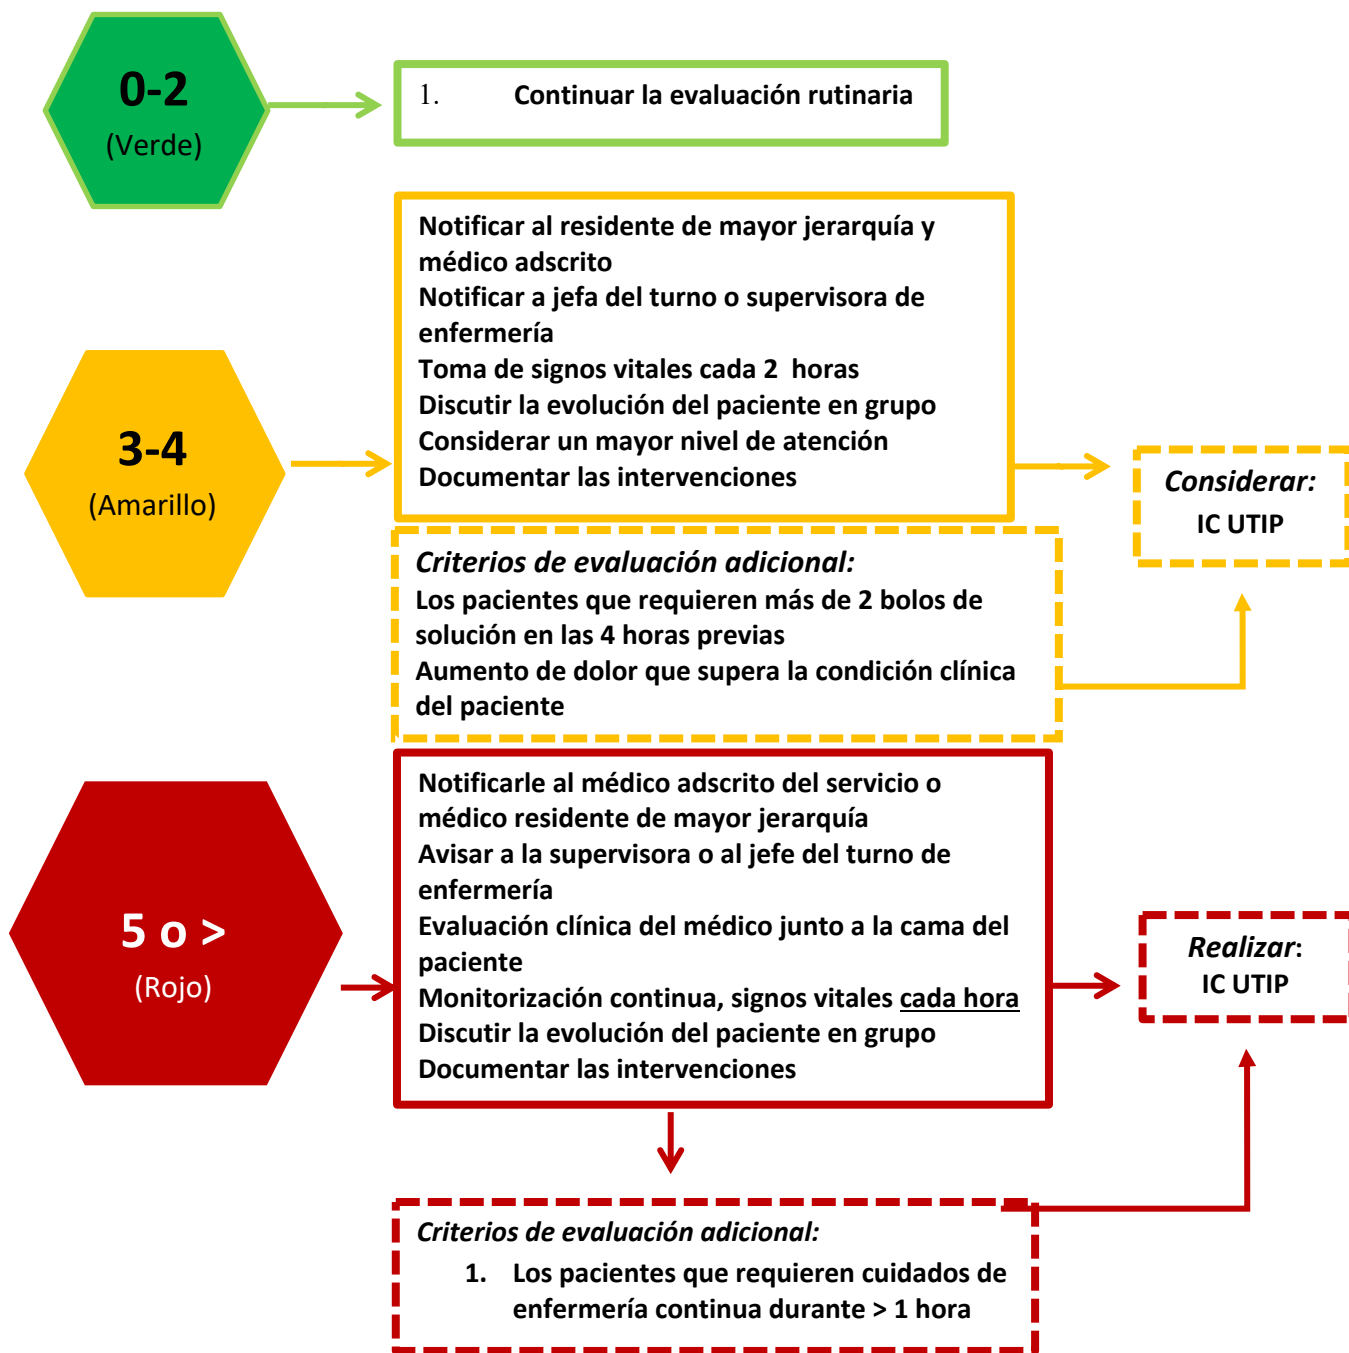 0-2
(Verde)
1. Continuar la evaluación rutinaria
3-4
(Amarillo)
Notificar al residente de mayor jerarquía y
médico adscrito
Notificar a jefa del turno o supervisora de
enfermería
Toma de signos vitales cada 2 horas
Discutir la evolución del paciente en grupo
Considerar un mayor nivel de atención
Documentar las intervenciones
Considerar:
IC UTIP
Criterios de evaluación adicional:
Los pacientes que requieren más de 2 bolos de
solución en las 4 horas previas
Aumento de dolor que supera la condición clínica
del paciente
5 o >
(Rojo)
Notificarle al médico adscrito del servicio o
médico residente de mayor jerarquía
Avisar a la supervisora o al jefe del turno de
enfermería
Evaluación clínica del médico junto a la cama del
paciente
Monitorización continua, signos vitales cada hora
Discutir la evolución del paciente en grupo
Documentar las intervenciones
Realizar:
IC UTIP
Criterios de evaluación adicional:
1. Los pacientes que requieren cuidados de
enfermería continua durante > 1 hora